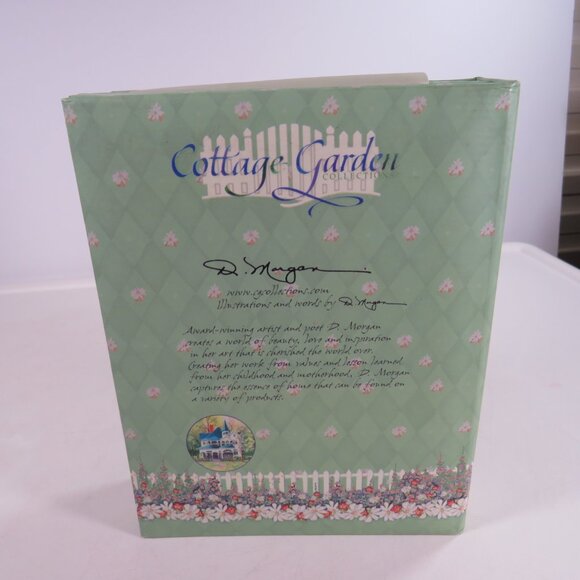 Cottage Garden
COLLECTIONS
D. Morgan
www.cgcollections.com
illustrations and words by D. Morgan
Award-winning artist and poet D. Morgan
creates a world of beauty, love and inspiration
in her art that is cherished the world over.
Creating her work from values and lesson learned
from her childhood and motherhood, D. Morgan
captures the essence of home that can be found on
a variety of products.